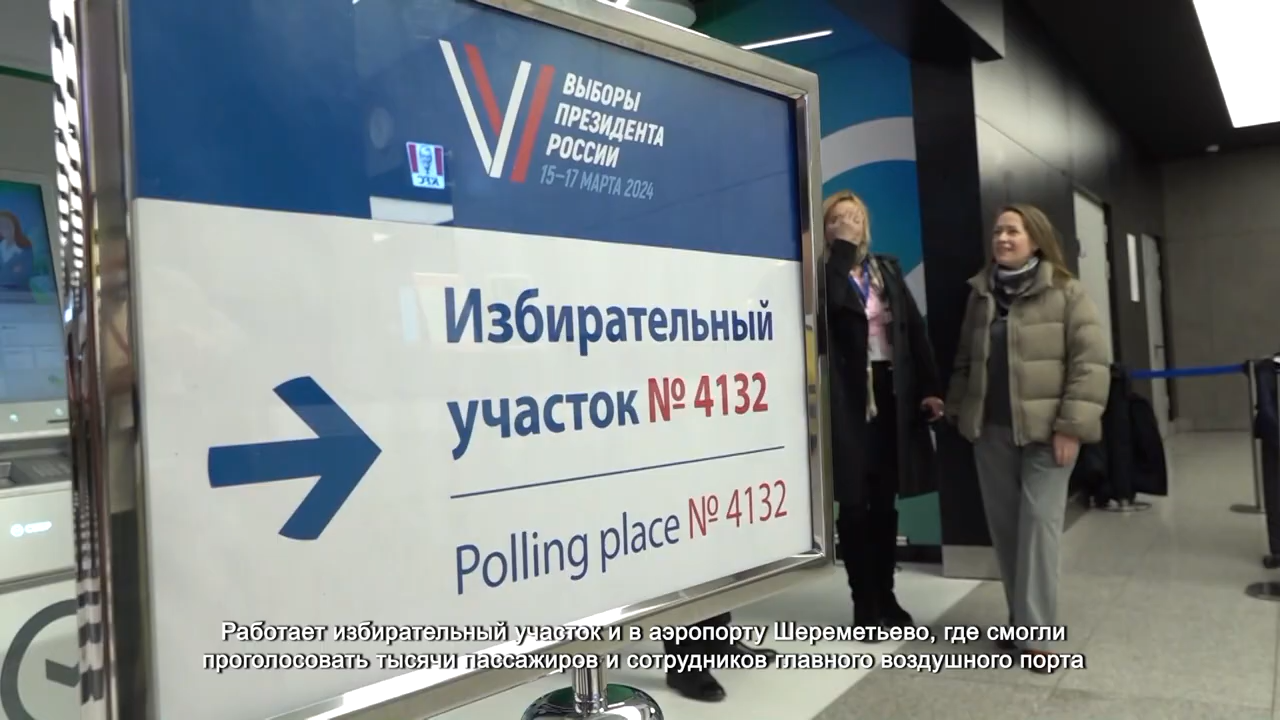 ВЫБОРЫ
ПРЕЗИДЕНТА
РОССИИ
15–17 МАРТА 2024
KFC
Избирательный
участок № 4132
Polling place № 4132
Работает избирательный участок и в аэропорту Шереметьево, где смогли
проголосовать тысячи пассажиров и сотрудников главного воздушного порта